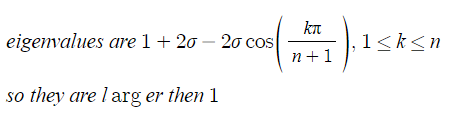 eigenvalues are 1 + 2σ − 2σ cos(kπ/(n+1)), 1 ≤ k ≤ n
so they are l arg er then 1